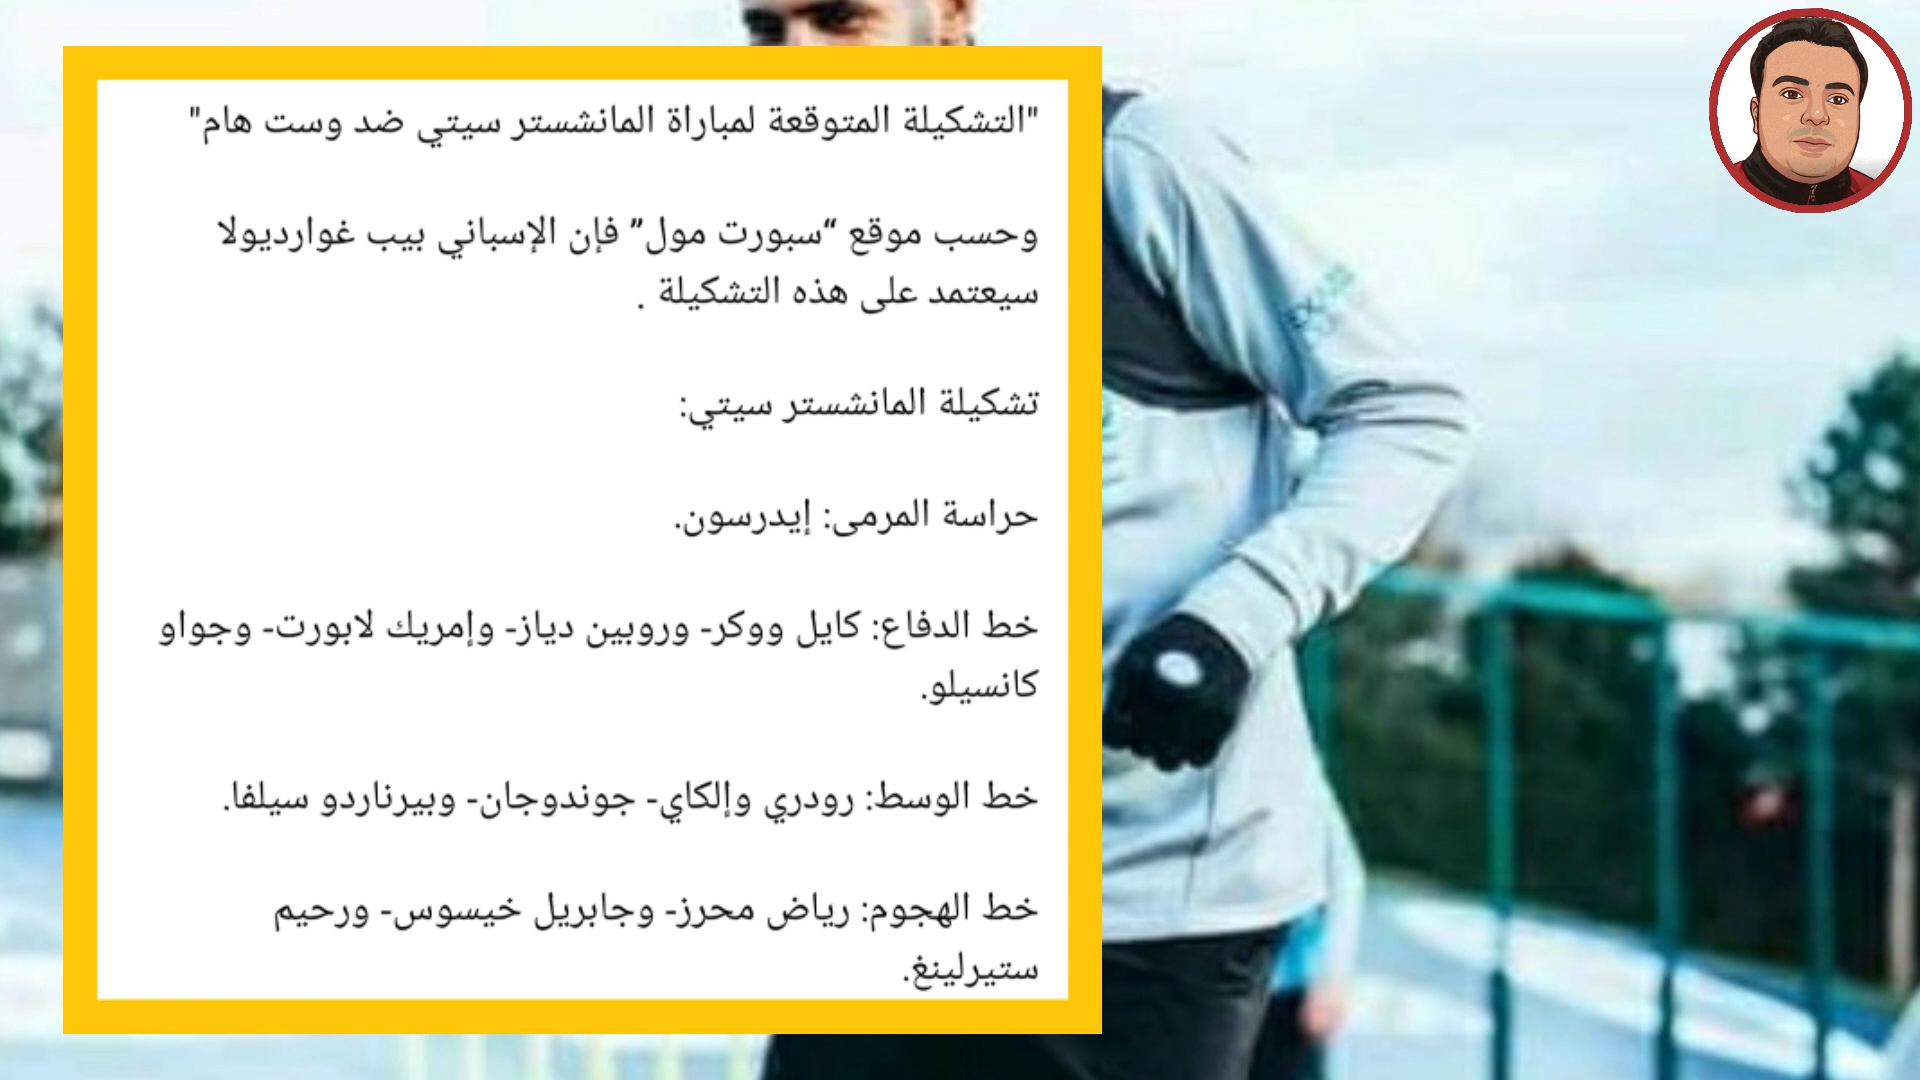 "التشكيلة المتوقعة لمباراة المانشستر سيتي ضد وست هام"
وحسب موقع “سبورت مول” فإن الإسباني بيب غوارديولا
سيعتمد على هذه التشكيلة .
تشكيلة المانشستر سيتي:
حراسة المرمى: إيدرسون.
خط الدفاع: كايل ووكر- وروبين دياز- وإمريك لابورت- وجواو
كانسيلو.
خط الوسط: رودري وإلكاي- جوندوجان- وبيرناردو سيلفا.
خط الهجوم: رياض محرز- وجابريل خيسوس- ورحيم
ستيرلينغ.